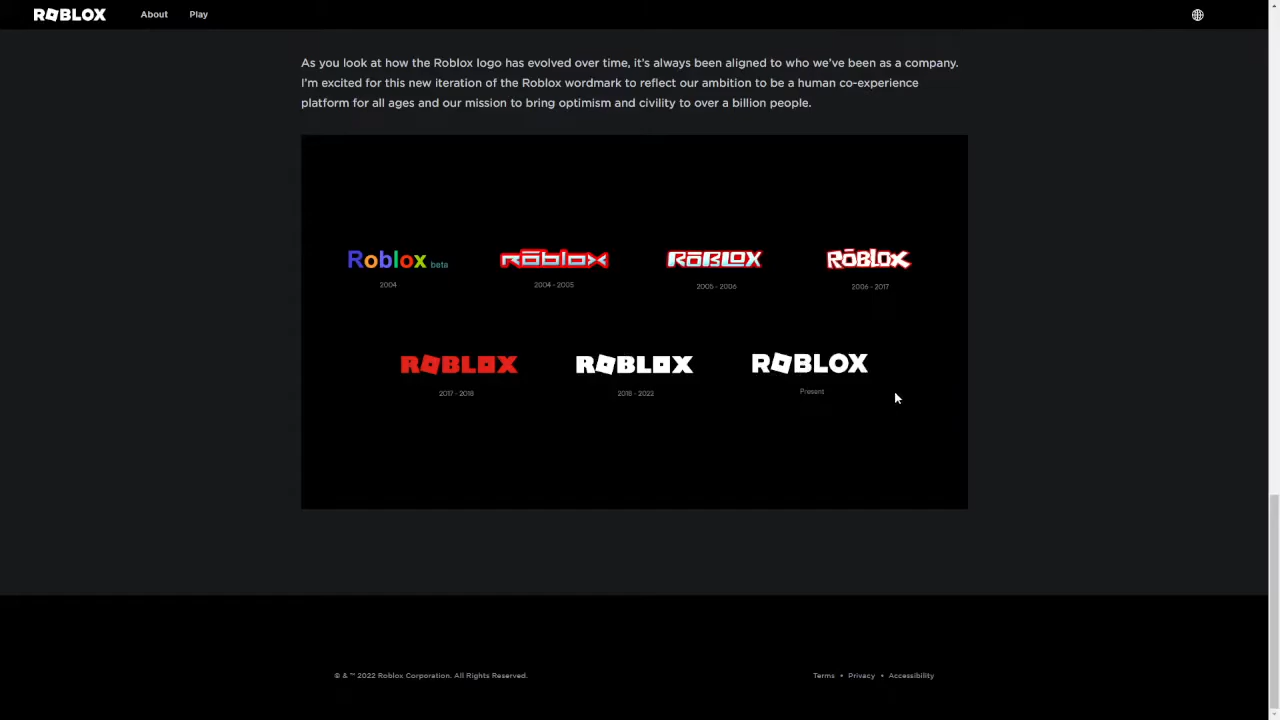 ROBLOX About Play
As you look at how the Roblox logo has evolved over time, it's always been aligned to who we've been as a company.
I'm excited for this new iteration of the Roblox wordmark to reflect our ambition to be a human co-experience
platform for all ages and our mission to bring optimism and civility to over a billion people.
Roblox beta
2004
Rōblox
2004 - 2005
RōBLOX
2005 - 2006
RŌBLOX
2006 - 2017
ROBLOX
2017 - 2018
ROBLOX
2018 - 2022
ROBLOX
Present
© & ™ 2022 Roblox Corporation. All Rights Reserved.
Terms • Privacy • Accessibility